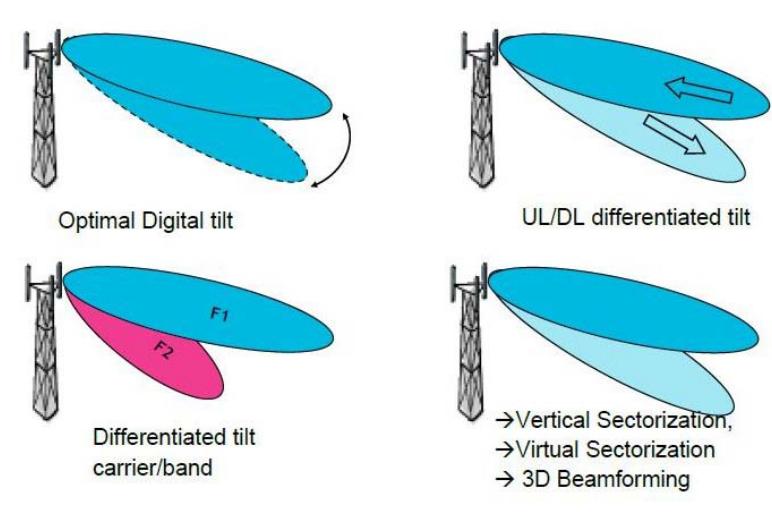 Optimal Digital tilt
UL/DL differentiated tilt
F1
F2
Differentiated tilt
carrier/band
→Vertical Sectorization,
→Virtual Sectorization
→ 3D Beamforming